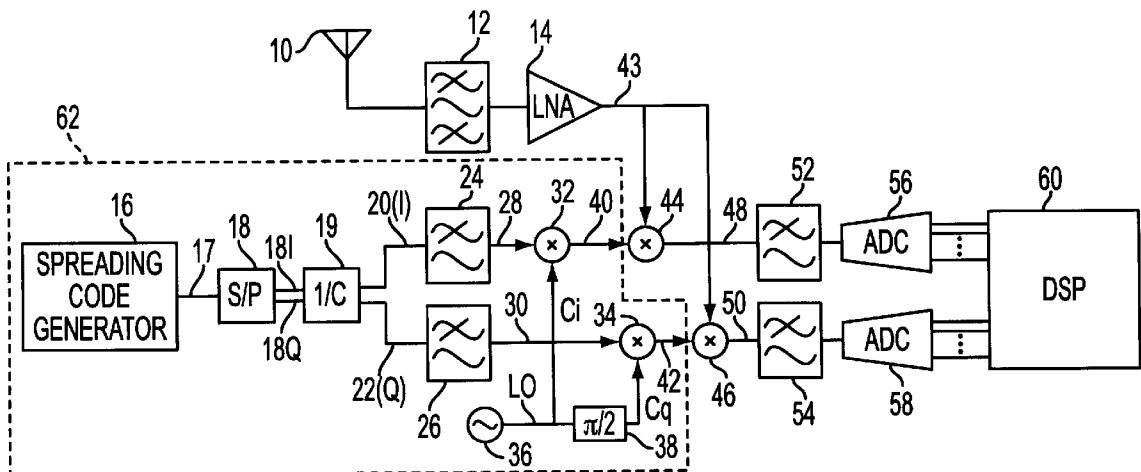 10
12
14
LNA
43
62
16
SPREADING
CODE
GENERATOR
17
18
S/P
18I
18Q
19
1/C
20(I)
22(Q)
24
26
28
30
32
×
34
×
Ci
Cq
LO
36
π/2
38
40
42
44
×
46
×
48
50
52
54
56
ADC
58
ADC
60
DSP